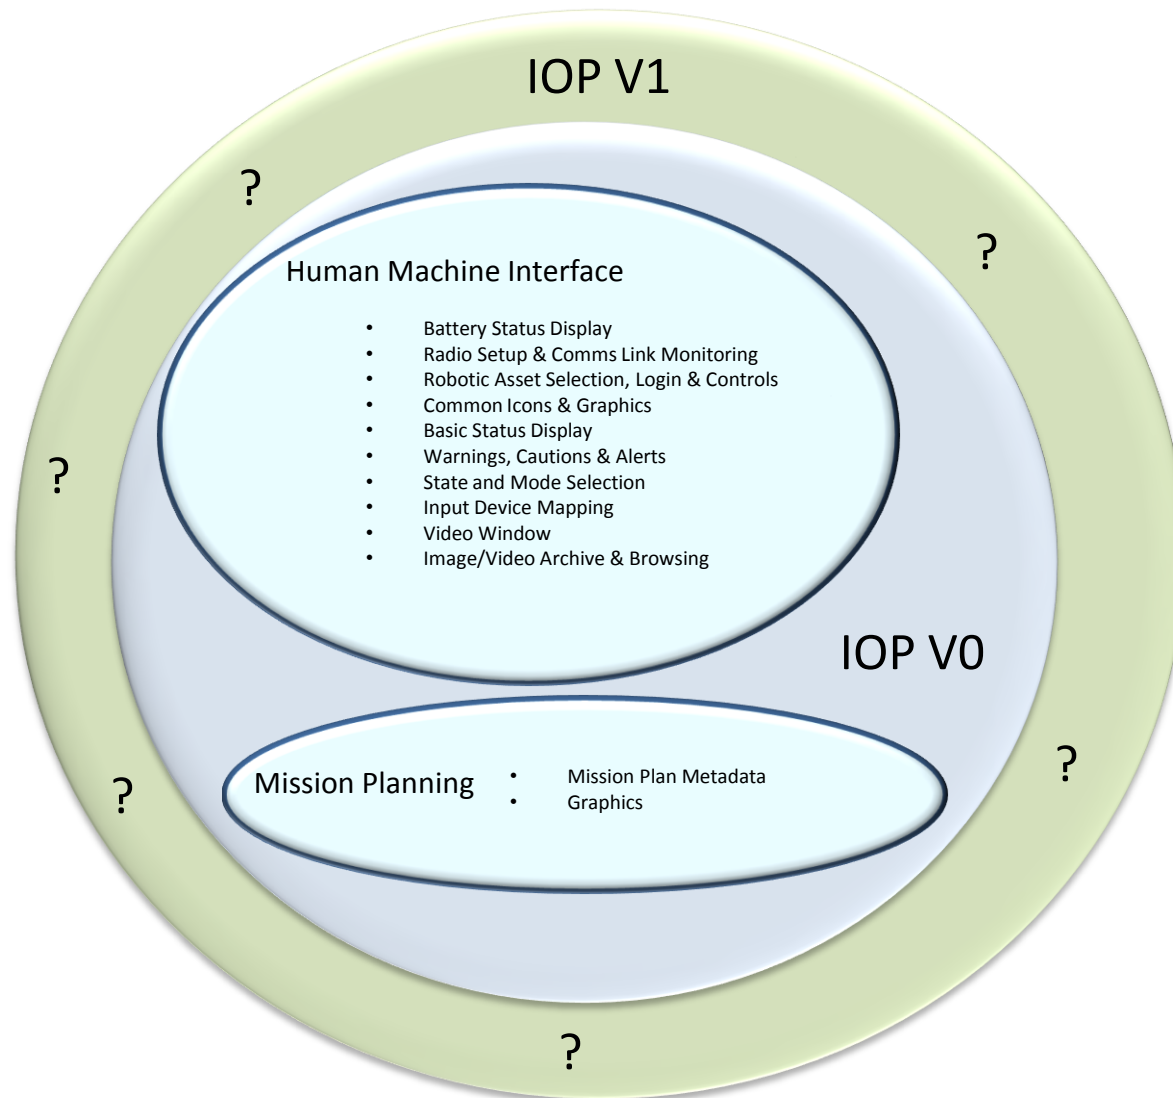 IOP V1
?
?
Human Machine Interface
• Battery Status Display
• Radio Setup & Comms Link Monitoring
• Robotic Asset Selection, Login & Controls
• Common Icons & Graphics
• Basic Status Display
• Warnings, Cautions & Alerts
• State and Mode Selection
• Input Device Mapping
• Video Window
• Image/Video Archive & Browsing
?
IOP V0
Mission Planning
• Mission Plan Metadata
• Graphics
?
?
?